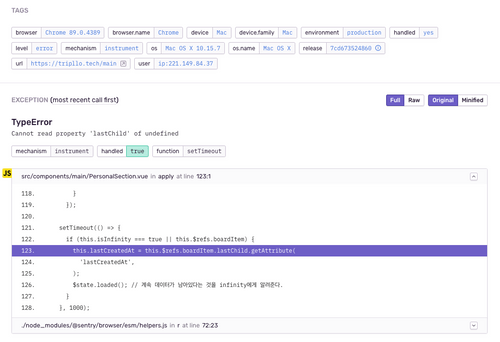 TAGS
browser Chrome 89.0.4389 browser.name Chrome device Mac device.family Mac environment production handled yes
level error mechanism instrument os Mac OS X 10.15.7 os.name Mac OS X release 7cd673524860
url https://tripllo.tech/main user ip:221.149.84.37
EXCEPTION (most recent call first) Full Raw Original Minified
TypeError
Cannot read property 'lastChild' of undefined
mechanism instrument handled true function setTimeout
JS
src/components/main/PersonalSection.vue in apply at line 123:1
118. }
119. });
120.
121. setTimeout(() => {
122. if (this.isInfinity === true || this.$refs.boardItem) {
123. this.lastCreatedAt = this.$refs.boardItem.lastChild.getAttribute(
124. 'lastCreatedAt',
125. );
126. $state.loaded(); // 계속 데이터가 남아있다는 것을 infinity에게 알려준다.
127. }
128. }, 1000);
./node_modules/@sentry/browser/esm/helpers.js in r at line 72:23